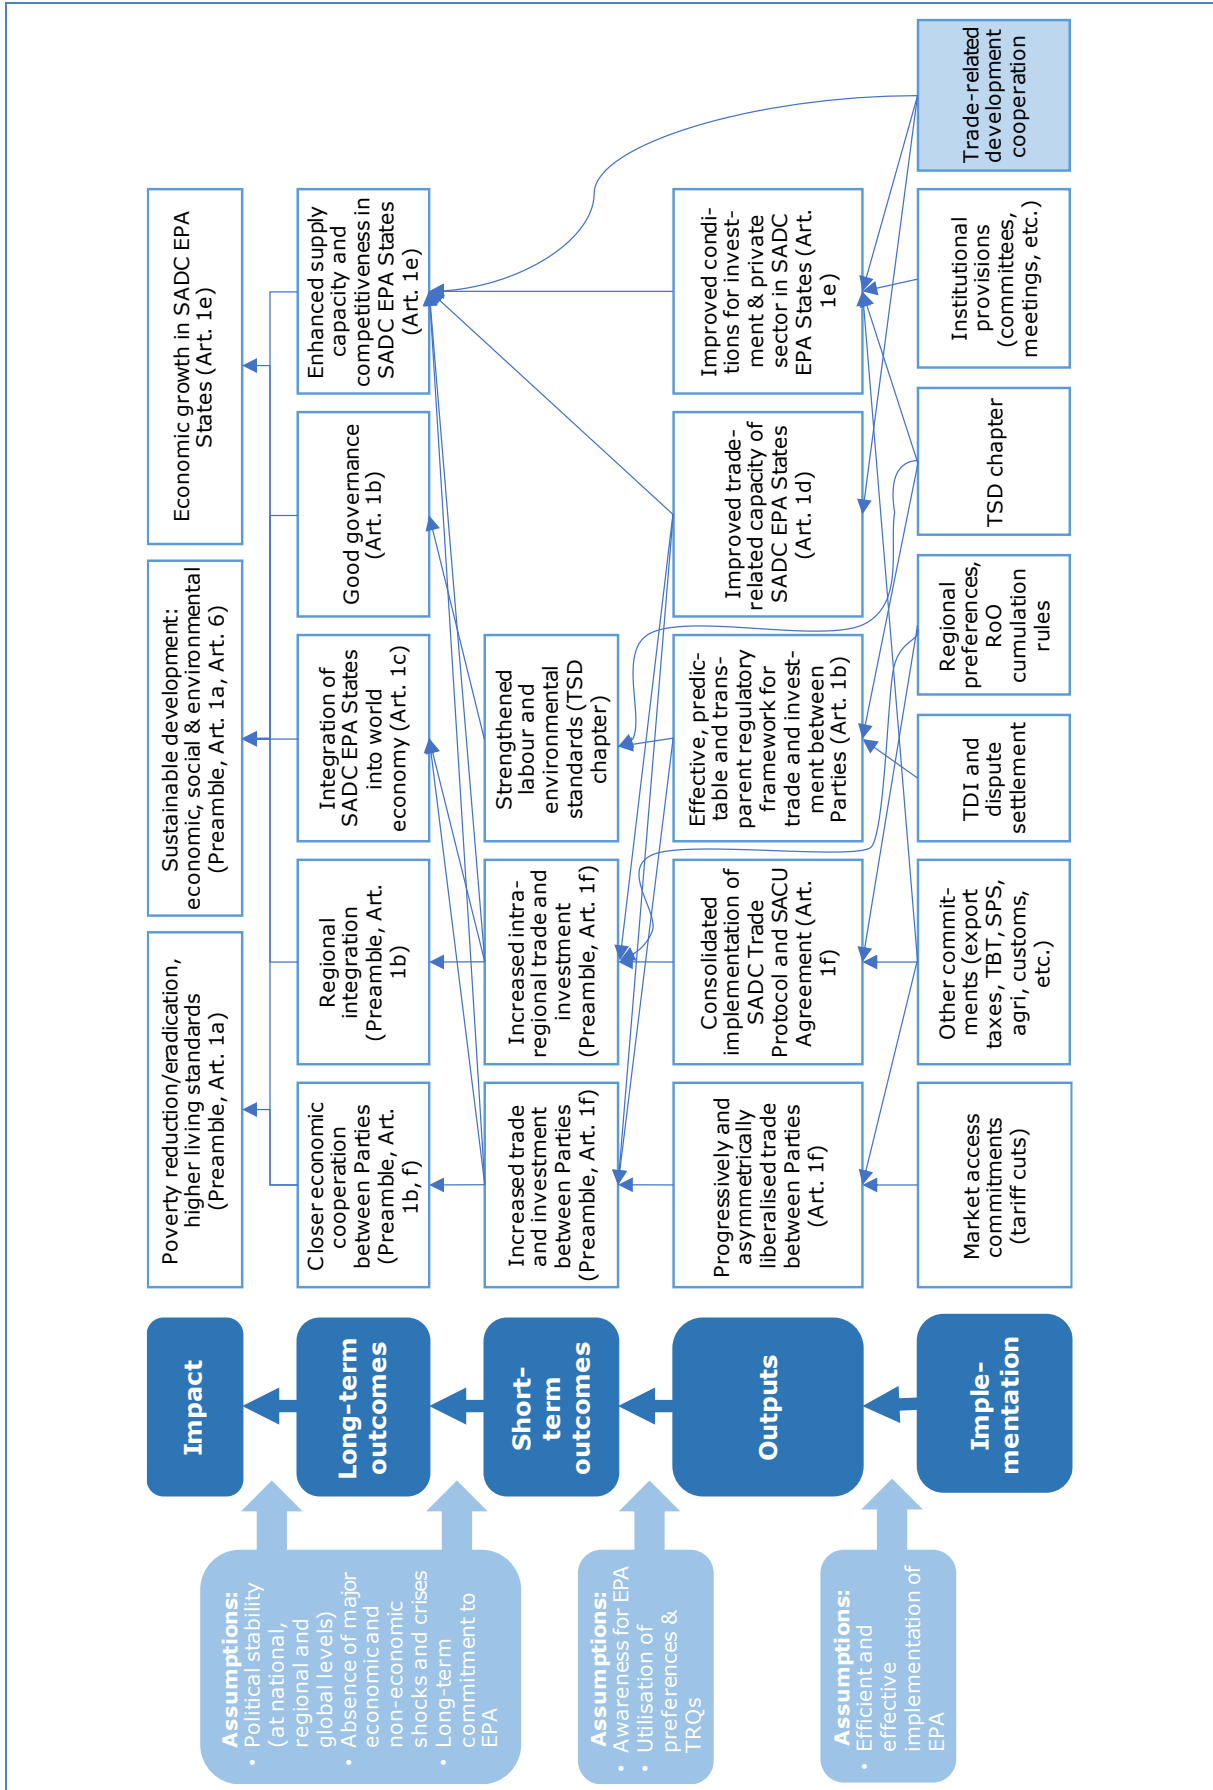 Assumptions:
• Political stability
(at national,
regional and
global levels)
• Absence of major
economic and
non-economic
shocks and crises
• Long-term
commitment to
EPA
Assumptions:
• Awareness for EPA
• Utilisation of
preferences &
TRQs
Assumptions:
• Efficient and
effective
implementation of
EPA
Impact
Poverty reduction/eradication,
higher living standards
(Preamble, Art. 1a)
Sustainable development:
economic, social & environmental
(Preamble, Art. 1a, Art. 6)
Economic growth in SADC EPA
States (Art. 1e)
Long-term
outcomes
Closer economic
cooperation
between Parties
(Preamble, Art.
1b, f)
Regional
integration
(Preamble, Art.
1b)
Integration of
SADC EPA States
into world
economy (Art. 1c)
Good governance
(Art. 1b)
Enhanced supply
capacity and
competitiveness in
SADC EPA States
(Art. 1e)
Short-
term
outcomes
Increased trade
and investment
between Parties
(Preamble, Art. 1f)
Increased intra-
regional trade and
investment
(Preamble, Art. 1f)
Strengthened
labour and
environmental
standards (TSD
chapter)
Outputs
Progressively and
asymmetrically
liberalised trade
between Parties
(Art. 1f)
Consolidated
implementation of
SADC Trade
Protocol and SACU
Agreement (Art.
1f)
Effective, predic-
table and trans-
parent regulatory
framework for
trade and invest-
ment between
Parties (Art. 1b)
Improved trade-
related capacity of
SADC EPA States
(Art. 1d)
Improved condi-
tions for invest-
ment & private
sector in SADC
EPA States (Art.
1e)
Imple-
mentation
Market access
commitments
(tariff cuts)
Other commit-
ments (export
taxes, TBT, SPS,
agri, customs,
etc.)
TDI and
dispute
settlement
Regional
preferences,
RoO
cumulation
rules
TSD chapter
Institutional
provisions
(committees,
meetings, etc.)
Trade-related
development
cooperation